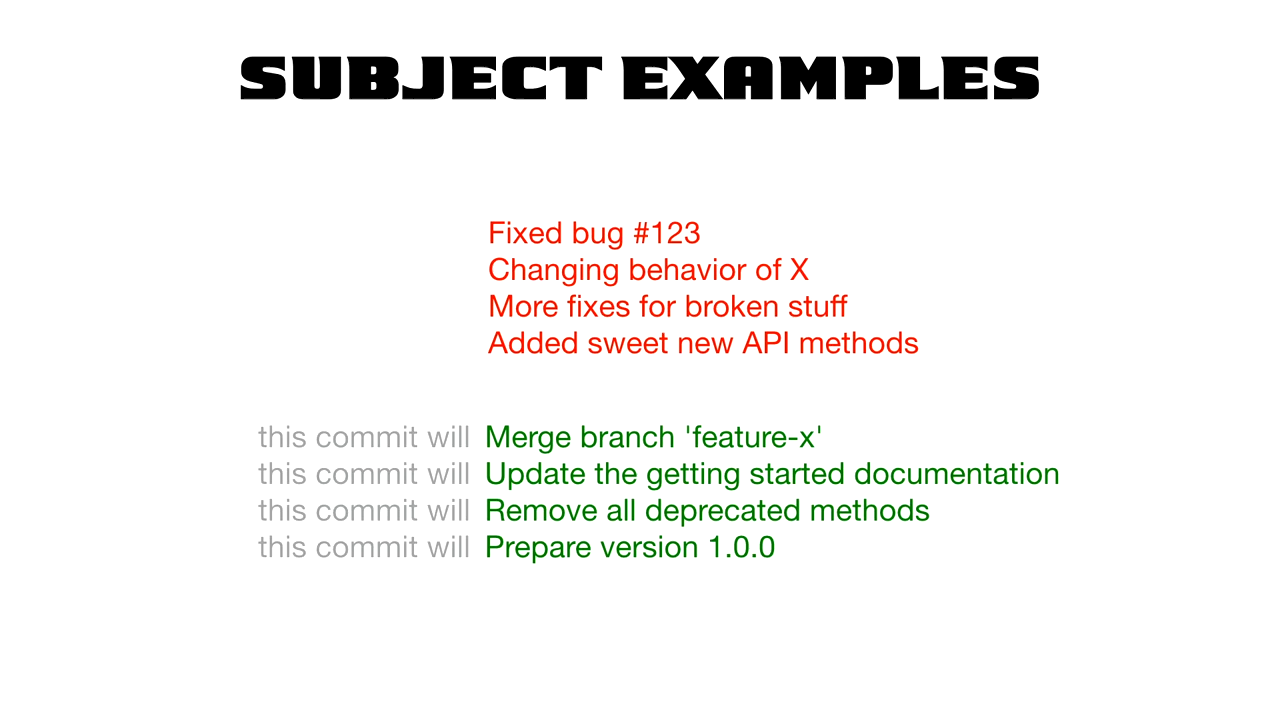 SUBJECT EXAMPLES
Fixed bug #123
Changing behavior of X
More fixes for broken stuff
Added sweet new API methods
this commit will Merge branch 'feature-x'
this commit will Update the getting started documentation
this commit will Remove all deprecated methods
this commit will Prepare version 1.0.0